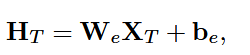 H_T = W_e X_T + b_e,